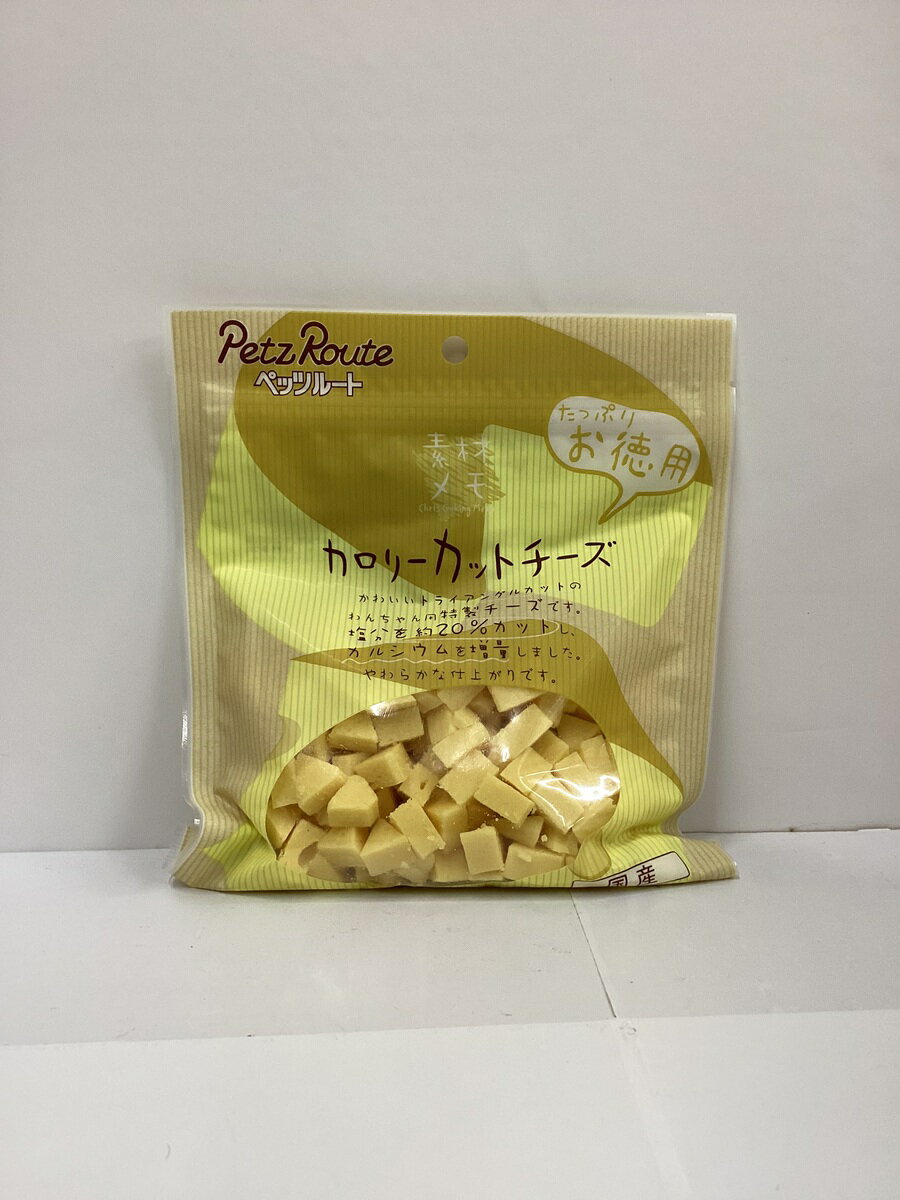 Petz Route
ペッツルート
たっぷり
お徳用
素材
メモ
カロリーカットチーズ
かわいいトライアングルカットの
わんちゃん用特製チーズです。
塩分を約20%カットし、
カルシウムを増量しました。
やわらかな仕上がりです。
国産